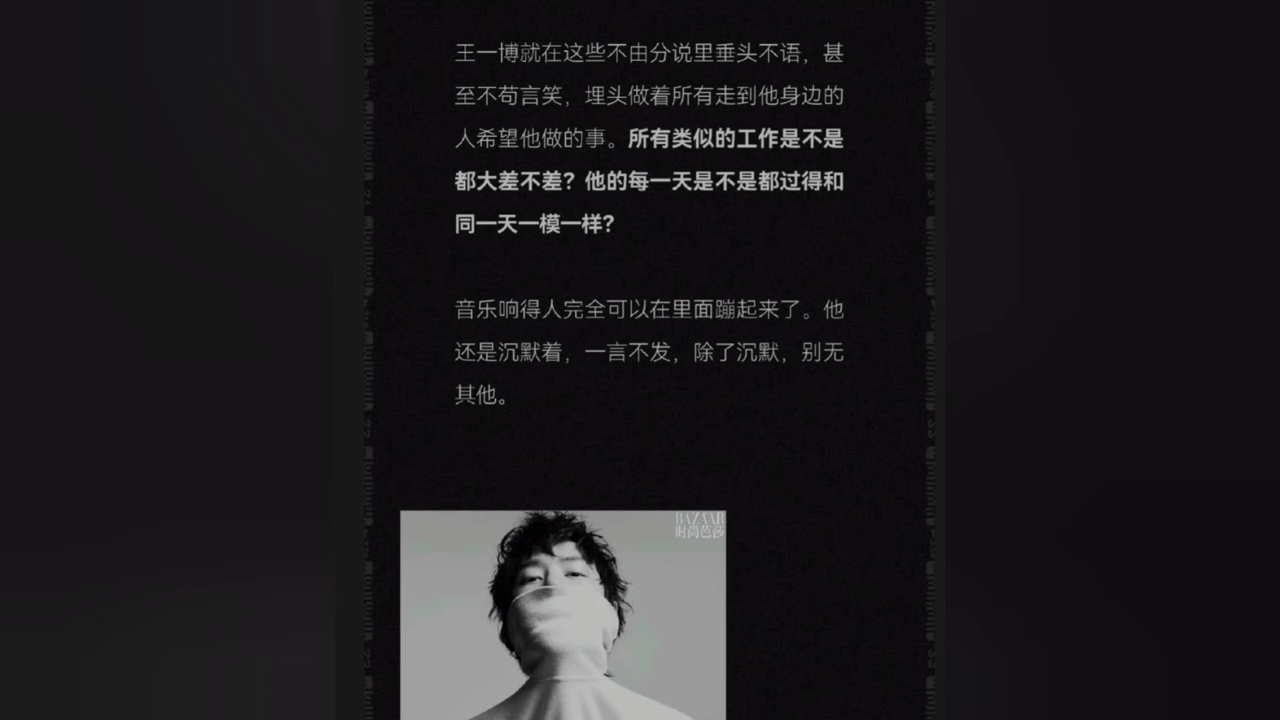 王一博就在这些不由分说里垂头不语，甚
至不苟言笑，埋头做着所有走到他身边的
人希望他做的事。所有类似的工作是不是
都大差不差？他的每一天是不是都过得和
同一天一模一样？
音乐响得人完全可以在里面蹦起来了。他
还是沉默着，一言不发，除了沉默，别无
其他。
BAZAAR
时尚芭莎